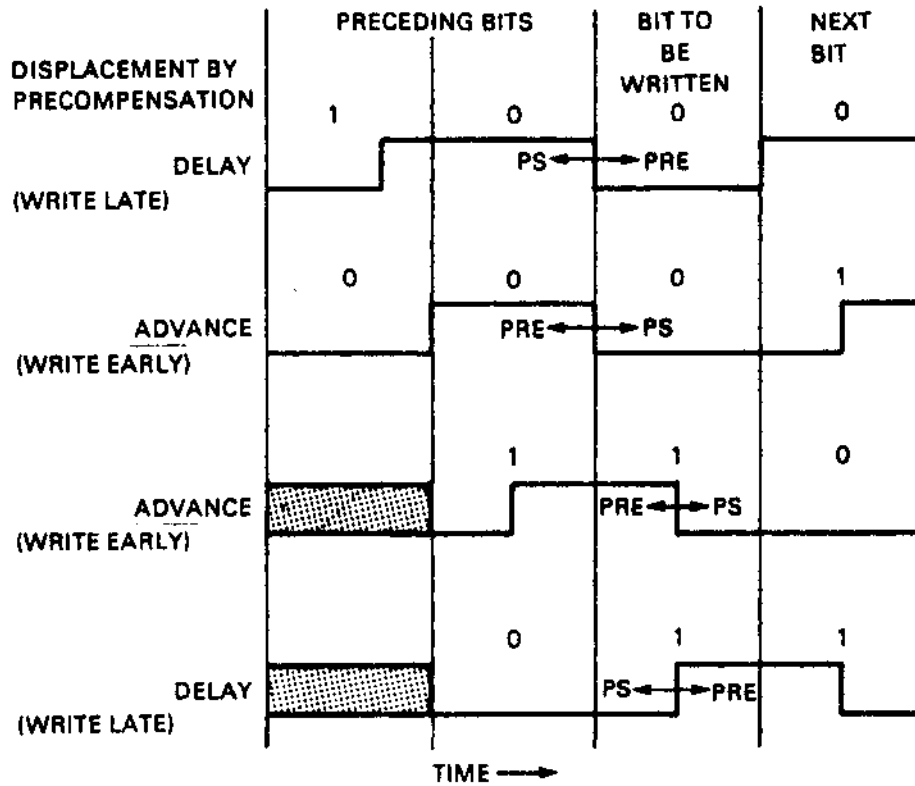 PRECEDING BITS
BIT TO
BE
WRITTEN
NEXT
BIT
DISPLACEMENT BY
PRECOMPENSATION
1 0 0 0
DELAY
(WRITE LATE)
PS PRE
0 0 0 1
ADVANCE
(WRITE EARLY)
PRE PS
1 1 0
ADVANCE
(WRITE EARLY)
PRE PS
0 1 1
DELAY
(WRITE LATE)
PS PRE
TIME